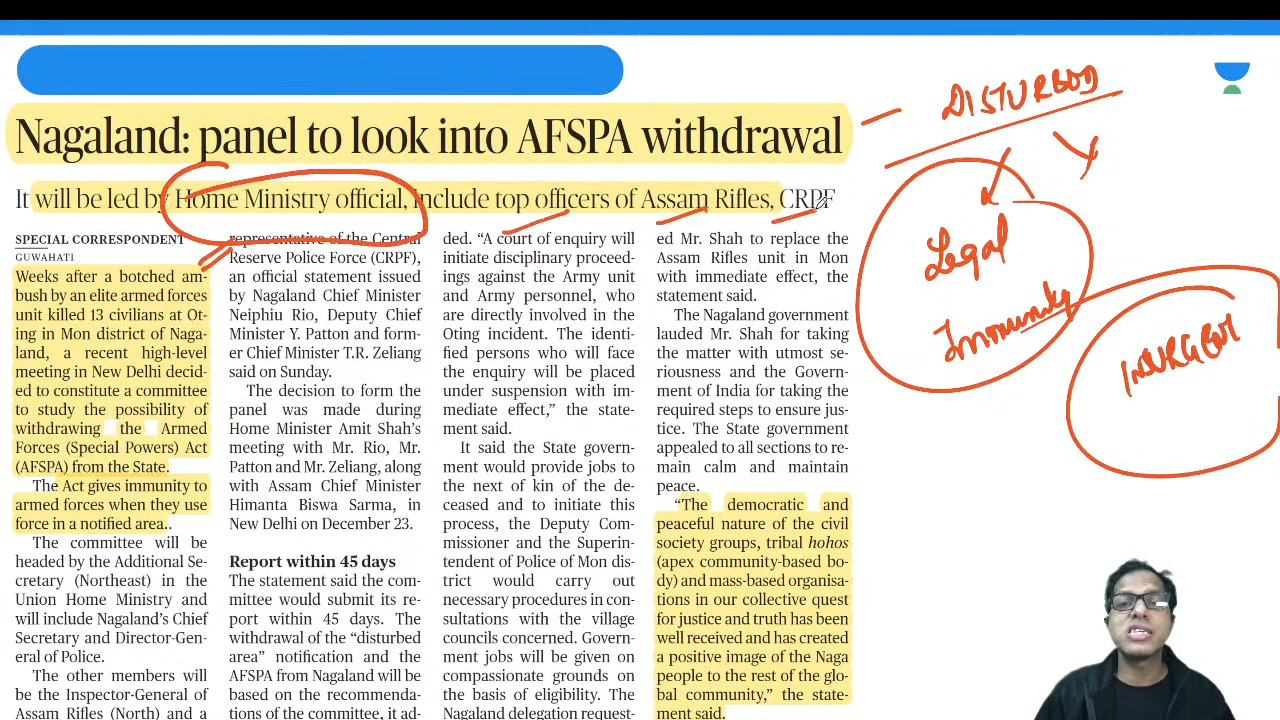 Nagaland: panel to look into AFSPA withdrawal
It will be led by Home Ministry official, include top officers of Assam Rifles, CRPF
SPECIAL CORRESPONDENT
GUWAHATI
Weeks after a botched am-
bush by an elite armed forces
unit killed 13 civilians at Ot-
ing in Mon district of Naga-
land, a recent high-level
meeting in New Delhi decid-
ed to constitute a committee
to study the possibility of
withdrawing the Armed
Forces (Special Powers) Act
(AFSPA) from the State.
The Act gives immunity to
armed forces when they use
force in a notified area..
The committee will be
headed by the Additional Se-
cretary (Northeast) in the
Union Home Ministry and
will include Nagaland's Chief
Secretary and Director-Gen-
eral of Police.
The other members will
be the Inspector-General of
Assam Rifles (North) and a
representative of the Central
Reserve Police Force (CRPF),
an official statement issued
by Nagaland Chief Minister
Neiphiu Rio, Deputy Chief
Minister Y. Patton and form-
er Chief Minister T.R. Zeliang
said on Sunday.
The decision to form the
panel was made during
Home Minister Amit Shah's
meeting with Mr. Rio, Mr.
Patton and Mr. Zeliang, along
with Assam Chief Minister
Himanta Biswa Sarma, in
New Delhi on December 23.
Report within 45 days
The statement said the com-
mittee would submit its re-
port within 45 days. The
withdrawal of the "disturbed
area" notification and the
AFSPA from Nagaland will be
based on the recommenda-
tions of the committee, it ad-
ded. "A court of enquiry will
initiate disciplinary proceed-
ings against the Army unit
and Army personnel, who
are directly involved in the
Oting incident. The identi-
fied persons who will face
the enquiry will be placed
under suspension with im-
mediate effect," the state-
ment said.
It said the State govern-
ment would provide jobs to
the next of kin of the de-
ceased and to initiate this
process, the Deputy Com-
missioner and the Superin-
tendent of Police of Mon dis-
trict would carry out
necessary procedures in con-
sultations with the village
councils concerned. Govern-
ment jobs will be given on
compassionate grounds on
the basis of eligibility. The
Nagaland delegation request-
ed Mr. Shah to replace the
Assam Rifles unit in Mon
with immediate effect, the
statement said.
The Nagaland government
lauded Mr. Shah for taking
the matter with utmost se-
riousness and the Govern-
ment of India for taking the
required steps to ensure jus-
tice. The State government
appealed to all sections to re-
main calm and maintain
peace.
"The democratic and
peaceful nature of the civil
society groups, tribal hohos
(apex community-based bo-
dy) and mass-based organisa-
tions in our collective quest
for justice and truth has been
well received and has created
a positive image of the Naga
people to the rest of the glo-
bal community," the state-
ment said.
- DISTURBED
Legal
Immunity